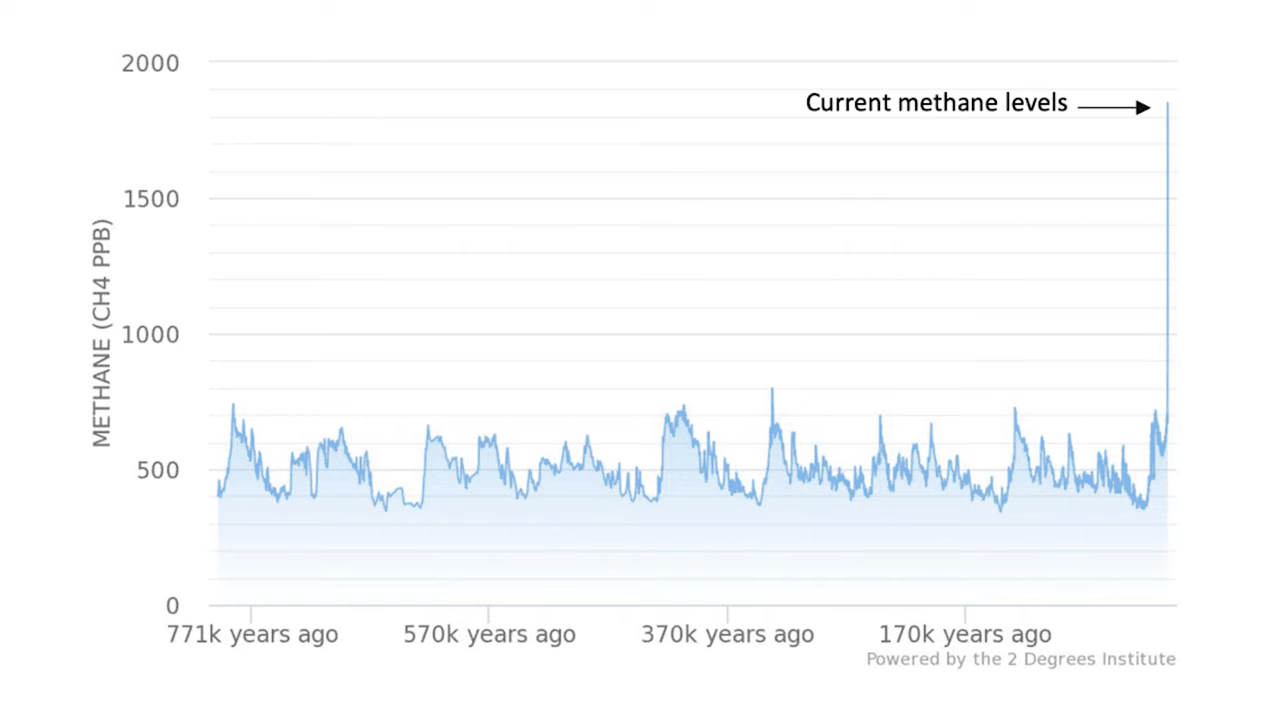 2000
Current methane levels
1500
METHANE (CH4 PPB)
1000
500
0
771k years ago 570k years ago 370k years ago 170k years ago
Powered by the 2 Degrees Institute